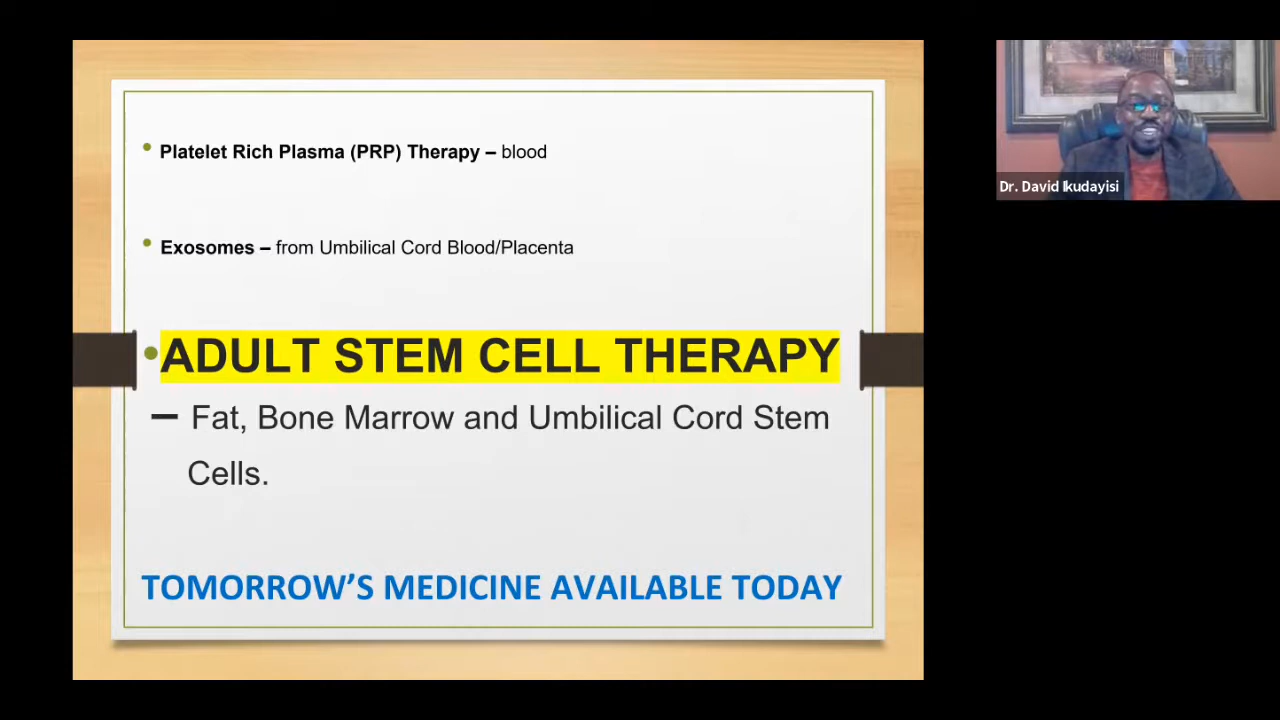 • Platelet Rich Plasma (PRP) Therapy – blood
• Exosomes – from Umbilical Cord Blood/Placenta
• ADULT STEM CELL THERAPY
– Fat, Bone Marrow and Umbilical Cord Stem
Cells.
TOMORROW’S MEDICINE AVAILABLE TODAY
Dr. David Ikudayisi